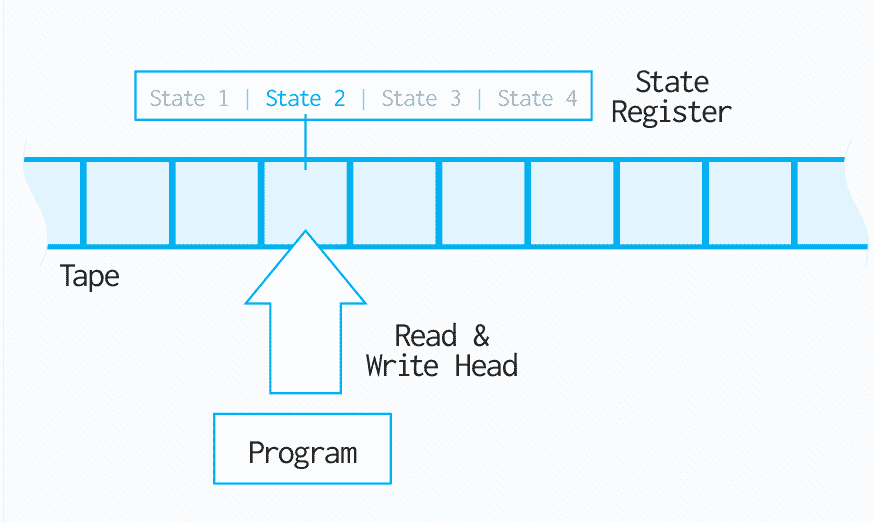 State 1 | State 2 | State 3 | State 4
State
Register
Tape
Read &
Write Head
Program